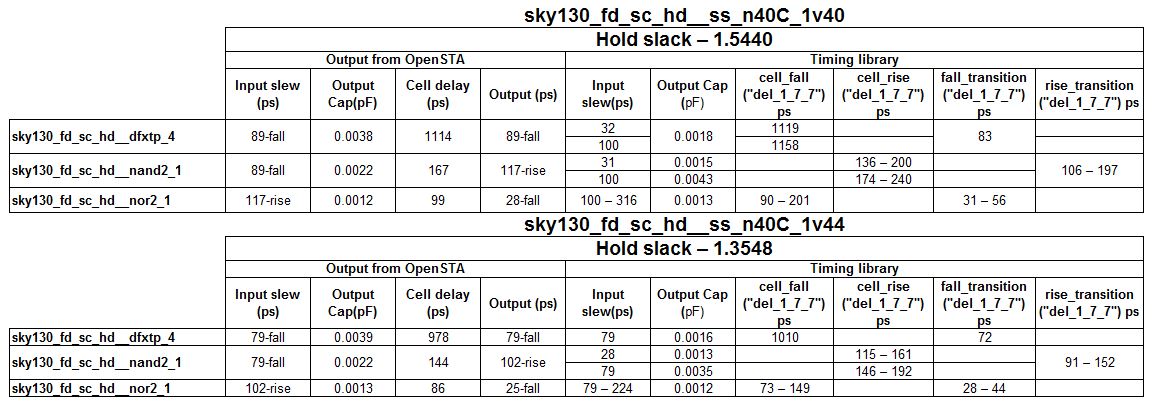 sky130_fd_sc_hd__ss_n40C_1v40
Hold slack – 1.5440
Output from OpenSTA Timing library
Input slew (ps) Output Cap(pF) Cell delay (ps) Output (ps) Input slew(ps) Output Cap (pF) cell_fall ("del_1_7_7") ps cell_rise ("del_1_7_7") ps fall_transition ("del_1_7_7") ps rise_transition ("del_1_7_7") ps
sky130_fd_sc_hd__dfxtp_4 89-fall 0.0038 1114 89-fall 32 0.0018 1119 83
100 1158
sky130_fd_sc_hd__nand2_1 89-fall 0.0022 167 117-rise 31 0.0015 136 – 200 106 – 197
100 0.0043 174 – 240
sky130_fd_sc_hd__nor2_1 117-rise 0.0012 99 28-fall 100 – 316 0.0013 90 – 201 31 – 56
sky130_fd_sc_hd__ss_n40C_1v44
Hold slack – 1.3548
Output from OpenSTA Timing library
Input slew (ps) Output Cap(pF) Cell delay (ps) Output (ps) Input slew(ps) Output Cap (pF) cell_fall ("del_1_7_7") ps cell_rise ("del_1_7_7") ps fall_transition ("del_1_7_7") ps rise_transition ("del_1_7_7") ps
sky130_fd_sc_hd__dfxtp_4 79-fall 0.0039 978 79-fall 79 0.0016 1010 72
sky130_fd_sc_hd__nand2_1 79-fall 0.0022 144 102-rise 28 0.0013 115 – 161 91 – 152
79 0.0035 146 – 192
sky130_fd_sc_hd__nor2_1 102-rise 0.0013 86 25-fall 79 – 224 0.0012 73 – 149 28 – 44